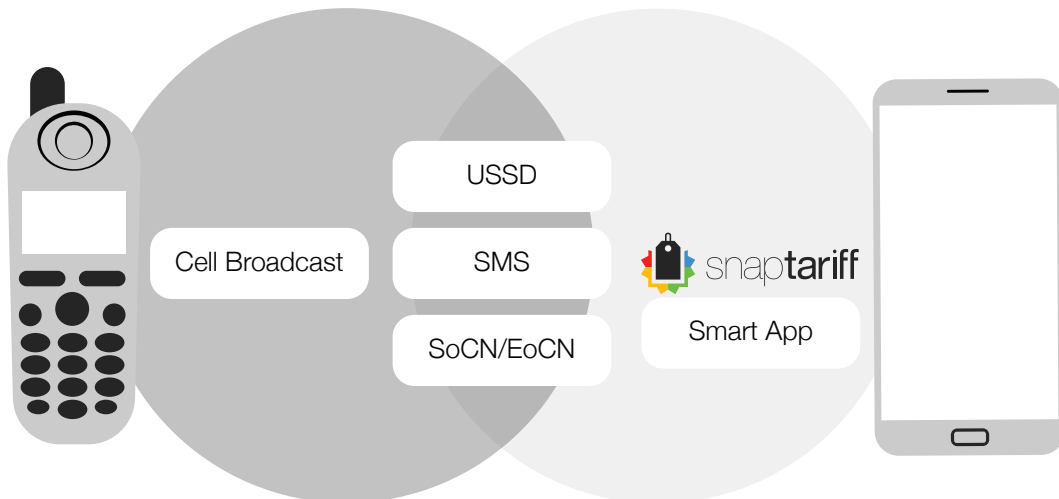 USSD
Cell Broadcast
SMS
snaptariff
SoCN/EoCN
Smart App